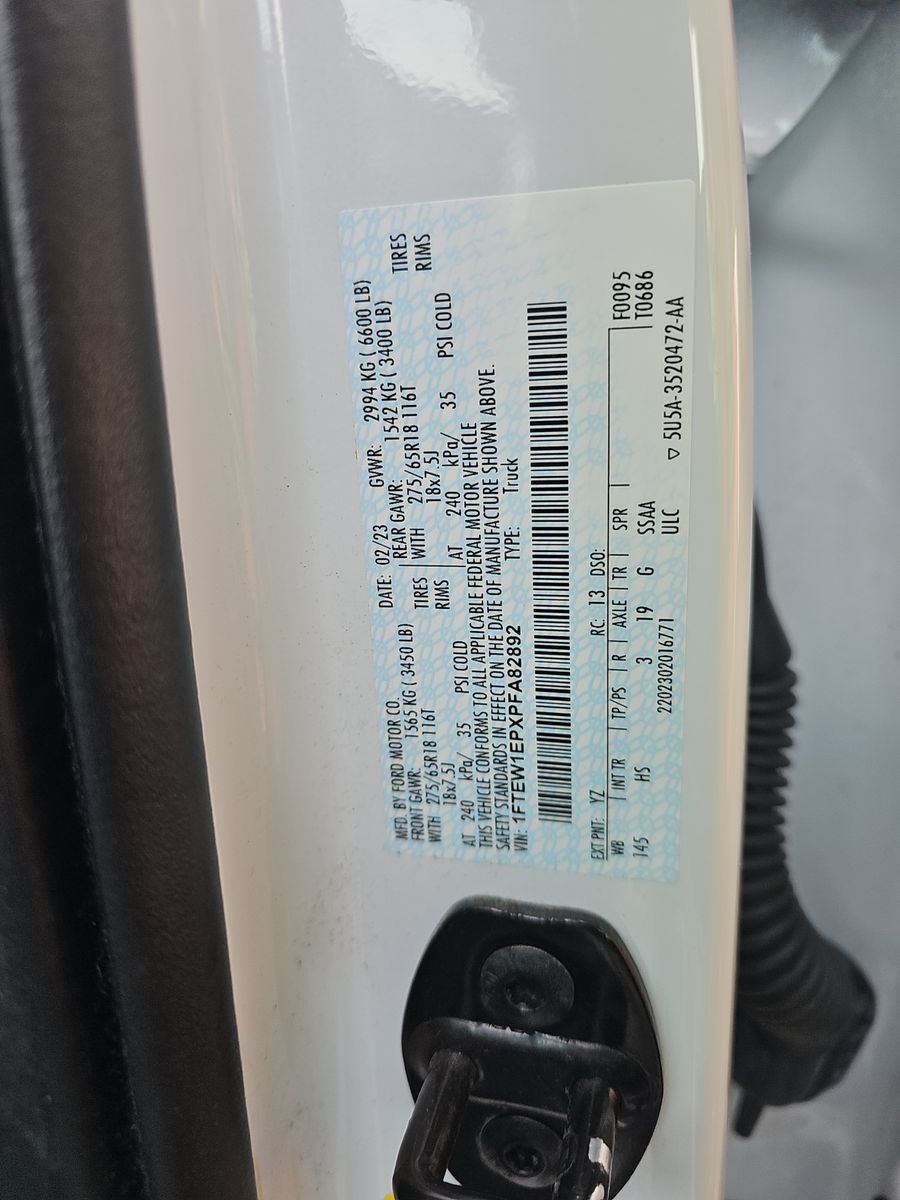 MFD. BY FORD MOTOR CO.
DATE: 02/23 GVWR: 2994 KG ( 6600 LB)
FRONT GAWR: 1565 KG ( 3450 LB) REAR GAWR: 1542 KG ( 3400 LB)
WITH 275/65R18 116T TIRES WITH 275/65R18 116T TIRES
18x7.5J RIMS 18x7.5J RIMS
AT 240 kPa/ 35 PSI COLD AT 240 kPa/ 35 PSI COLD
THIS VEHICLE CONFORMS TO ALL APPLICABLE FEDERAL MOTOR VEHICLE
SAFETY STANDARDS IN EFFECT ON THE DATE OF MANUFACTURE SHOWN ABOVE.
VIN: 1FTEW1EPXPFA82892 TYPE: Truck
EXT PNT: YZ RC: 13 DSO: F0095
WB INT TR TP/PS R AXLE TR SPR T0686
145 HS 3 19 G SSAA
2202302016771 ULC
▽ 5U5A-3520472-AA